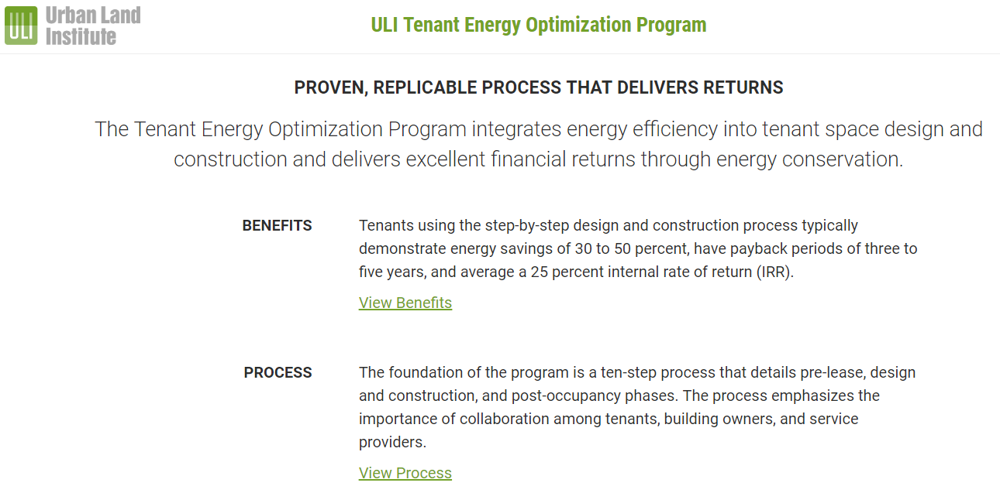 Urban Land
Institute
ULI
ULI Tenant Energy Optimization Program
PROVEN, REPLICABLE PROCESS THAT DELIVERS RETURNS
The Tenant Energy Optimization Program integrates energy efficiency into tenant space design and
construction and delivers excellent financial returns through energy conservation.
BENEFITS
Tenants using the step-by-step design and construction process typically
demonstrate energy savings of 30 to 50 percent, have payback periods of three to
five years, and average a 25 percent internal rate of return (IRR).
View Benefits
PROCESS
The foundation of the program is a ten-step process that details pre-lease, design
and construction, and post-occupancy phases. The process emphasizes the
importance of collaboration among tenants, building owners, and service
providers.
View Process